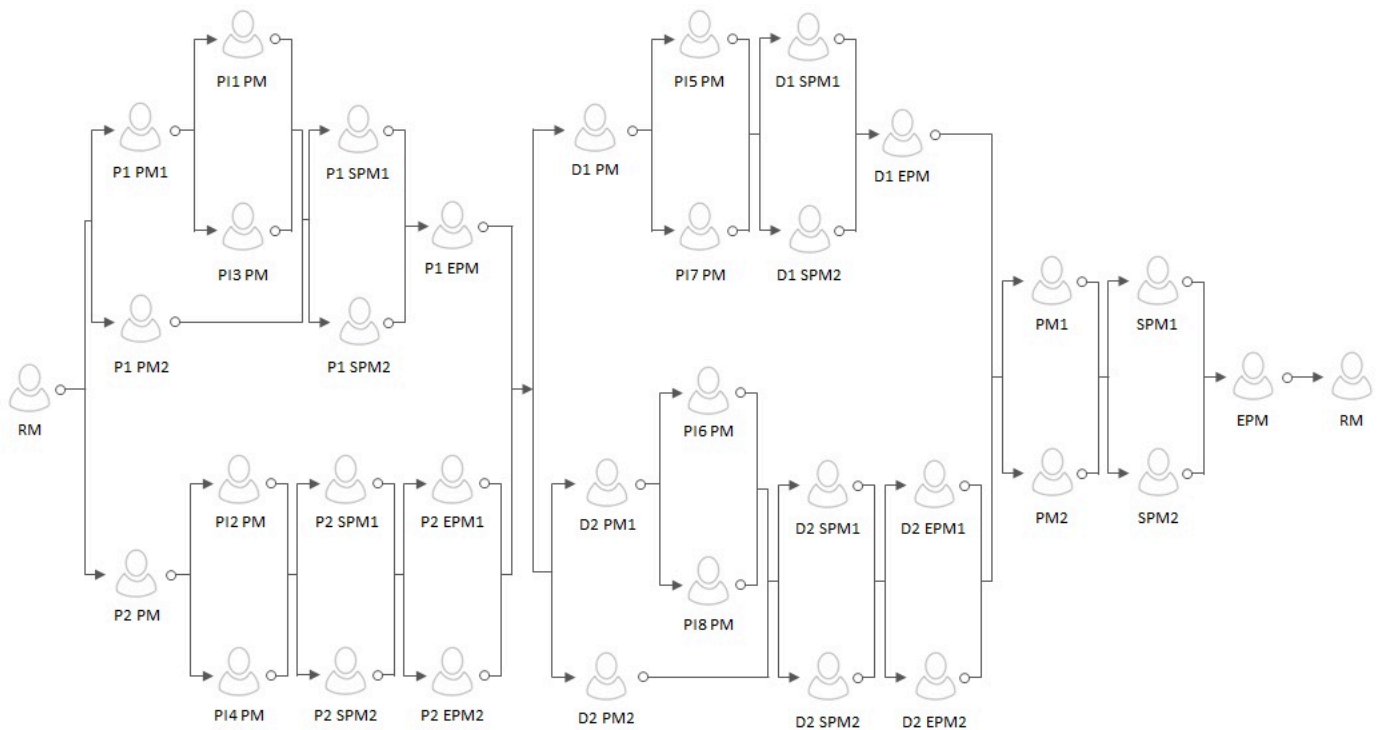 PI1 PM
PI5 PM
D1 SPM1
P1 PM1
P1 SPM1
D1 PM
D1 EPM
PI3 PM
P1 EPM
PI7 PM
D1 SPM2
P1 PM2
P1 SPM2
PM1
SPM1
RM
PI6 PM
EPM
RM
PI2 PM
P2 SPM1
P2 EPM1
D2 PM1
D2 SPM1
D2 EPM1
PM2
SPM2
P2 PM
PI8 PM
PI4 PM
P2 SPM2
P2 EPM2
D2 PM2
D2 SPM2
D2 EPM2